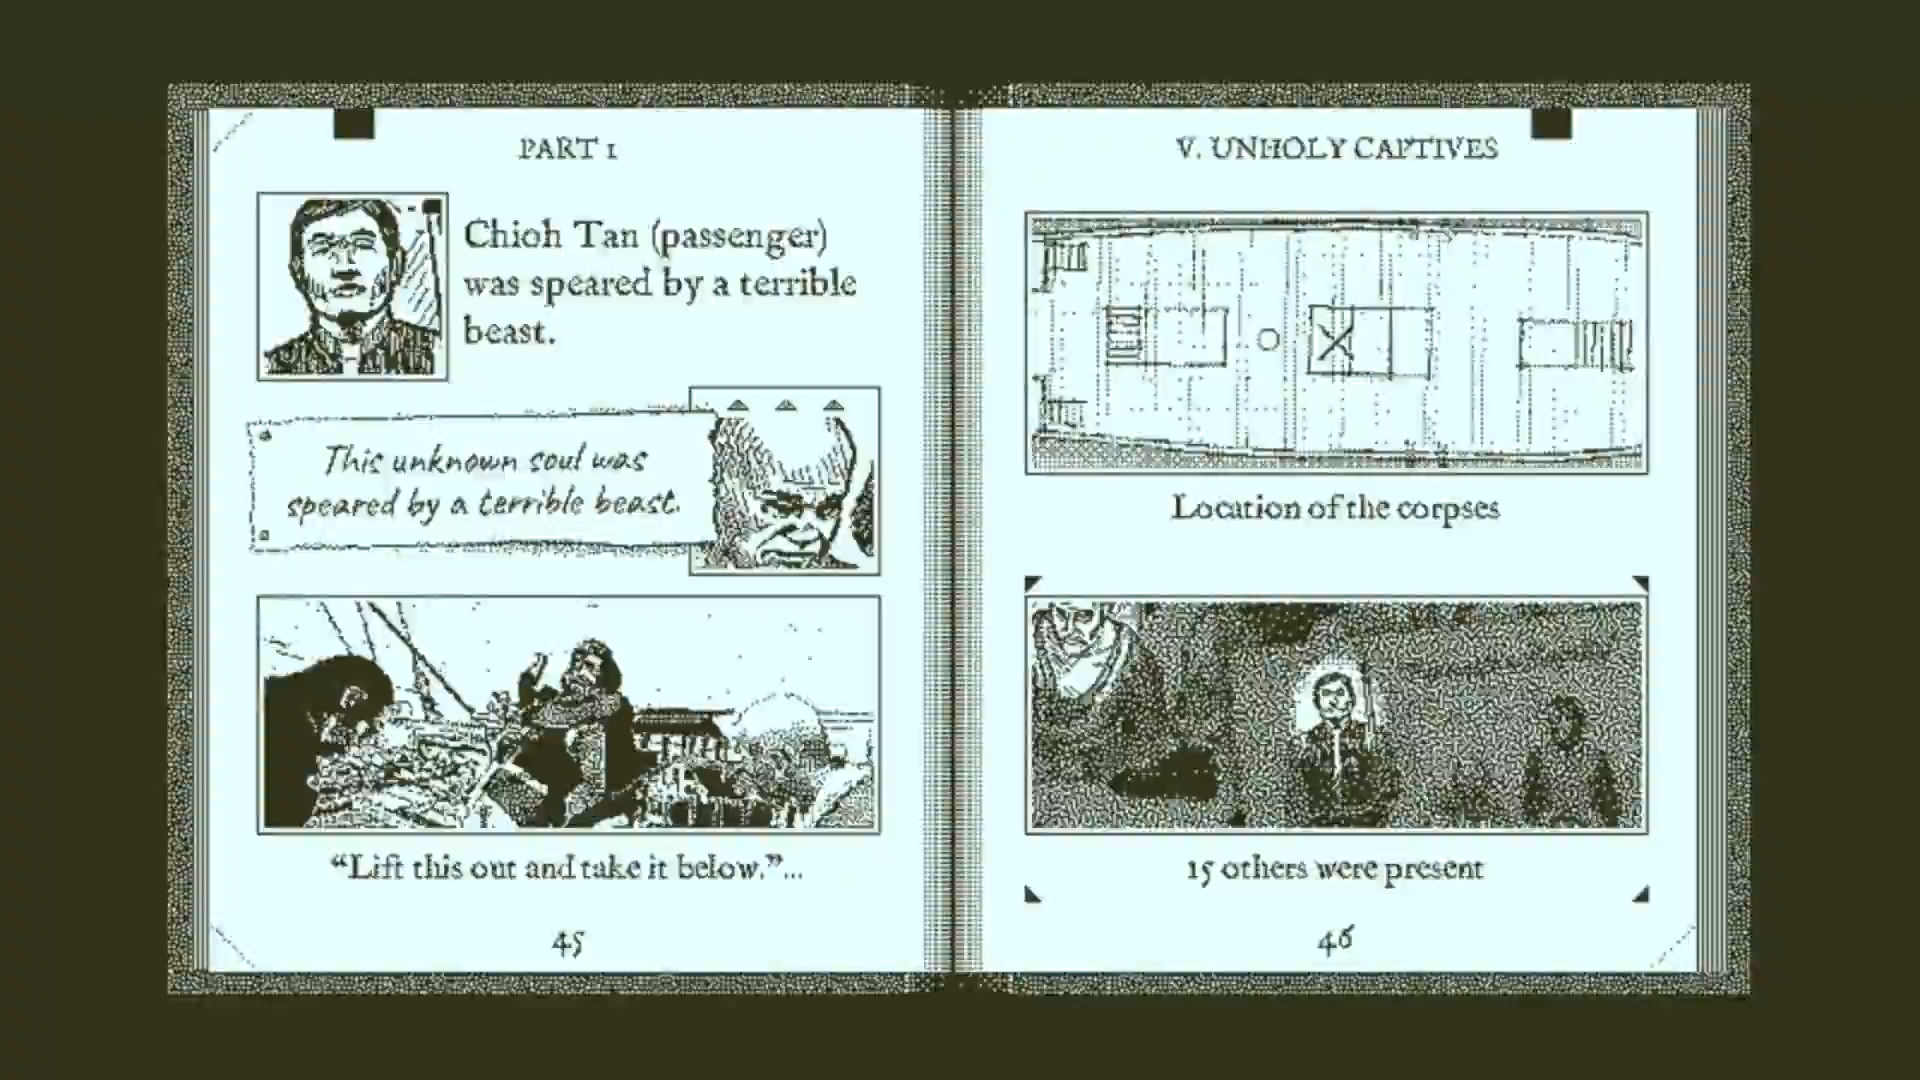 PART 1
Chioh Tan (passenger)
was speared by a terrible
beast.
This unknown soul was
speared by a terrible beast.
“Lift this out and take it below.”...
45
V. UNHOLY CAPTIVES
Location of the corpses
15 others were present
46